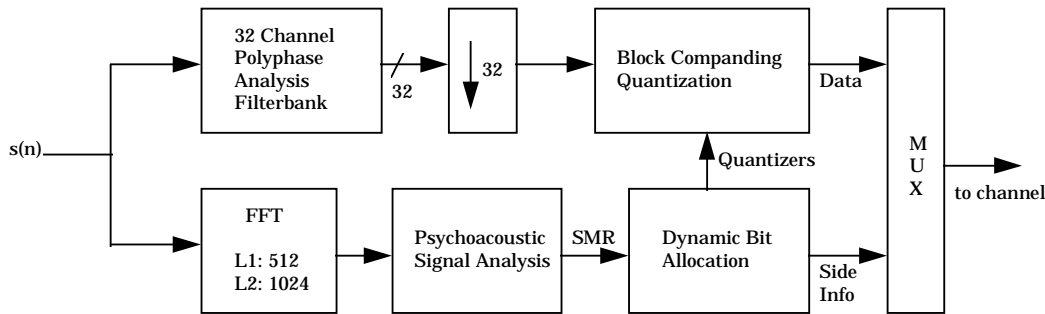 s(n)
32 Channel
Polyphase
Analysis
Filterbank
32
32
Block Companding
Quantization
Data
Quantizers
FFT
L1: 512
L2: 1024
Psychoacoustic
Signal Analysis
SMR
Dynamic Bit
Allocation
Side
Info
M
U
X
to channel